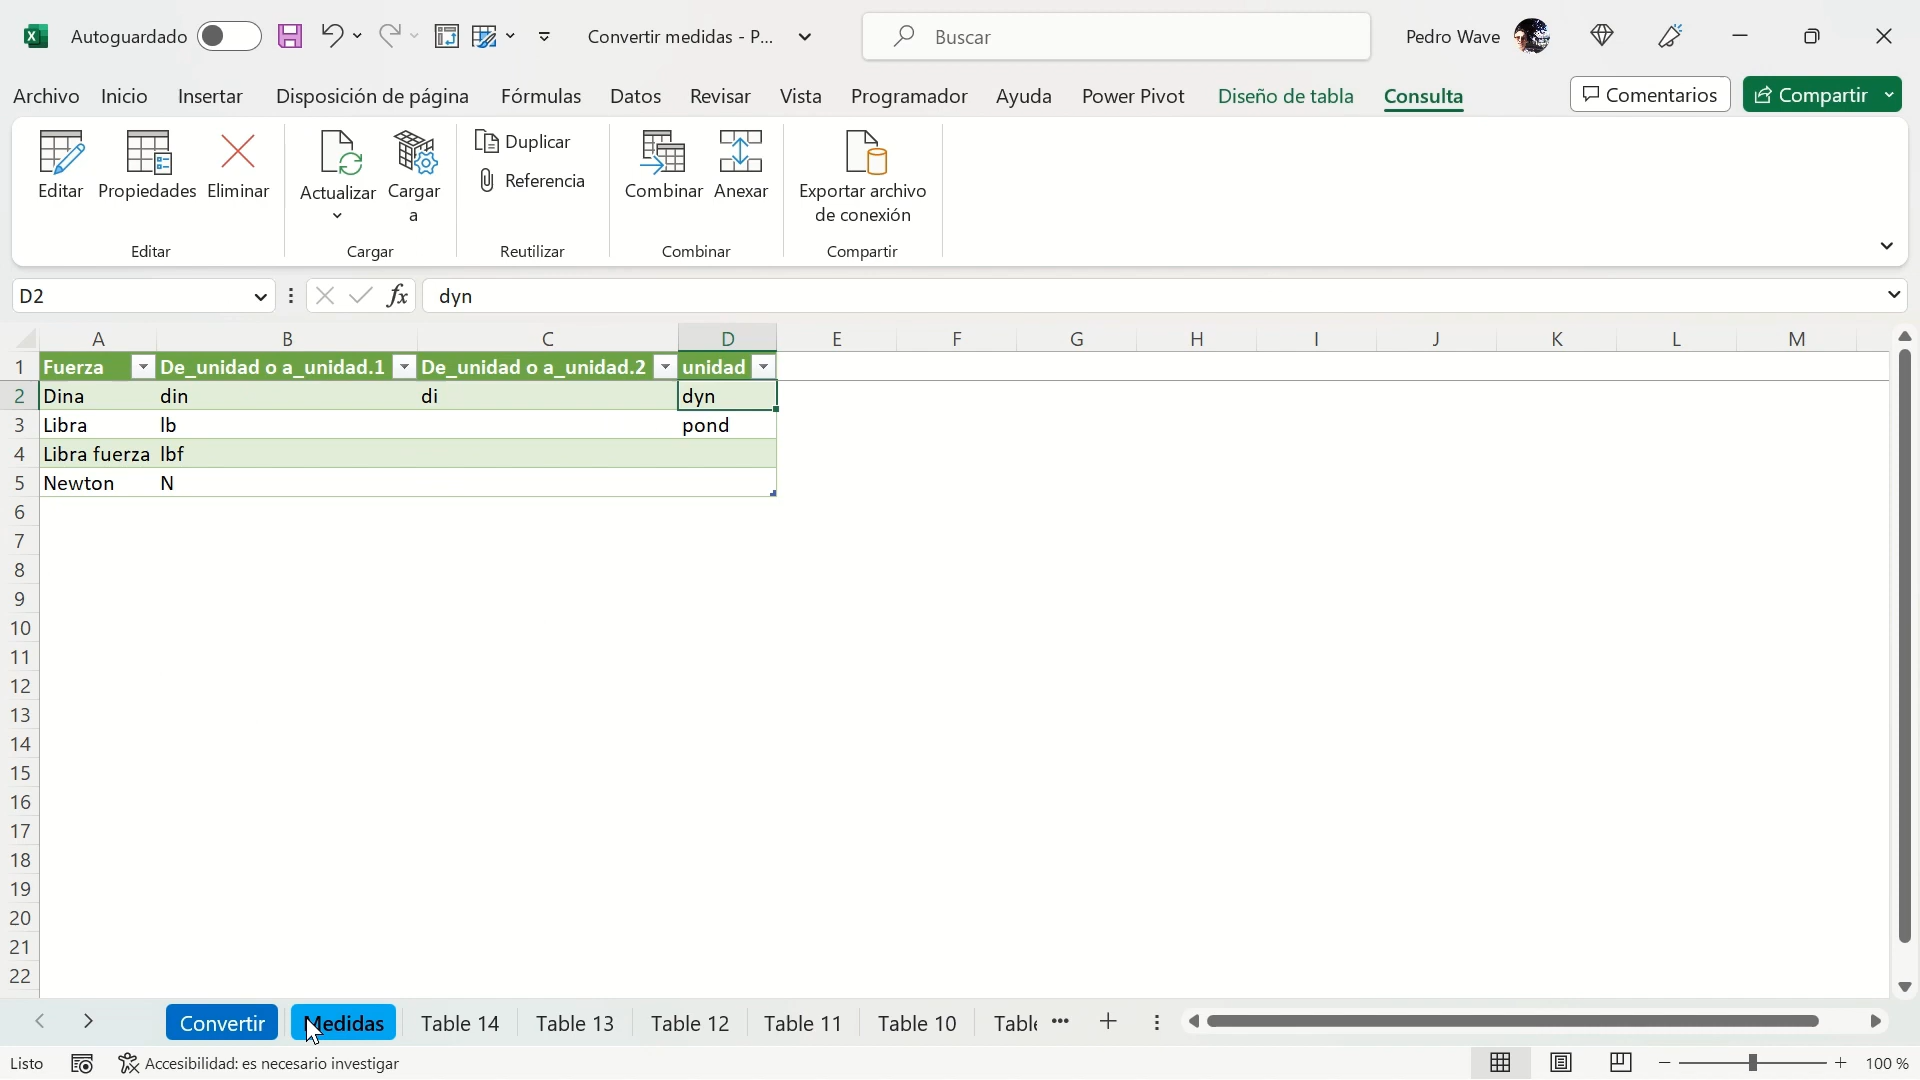 Autoguardado
Convertir medidas - P...
Buscar
Pedro Wave
Archivo Inicio Insertar Disposición de página Fórmulas Datos Revisar Vista Programador Ayuda Power Pivot Diseño de tabla Consulta
Comentarios
Compartir
Editar
Propiedades
Eliminar
Editar
Actualizar
Cargar
a
Cargar
Duplicar
Referencia
Reutilizar
Combinar
Anexar
Combinar
Exportar archivo
de conexión
Compartir
D2
fx
dyn
A B C D E F G H I J K L M
1 Fuerza De_unidad o a_unidad.1 De_unidad o a_unidad.2 unidad
2 Dina din di dyn
3 Libra lb pond
4 Libra fuerza lbf
5 Newton N
6
7
8
9
10
11
12
13
14
15
16
17
18
19
20
21
22
Convertir Medidas Table 14 Table 13 Table 12 Table 11 Table 10 Table
Listo
Accesibilidad: es necesario investigar
100 %